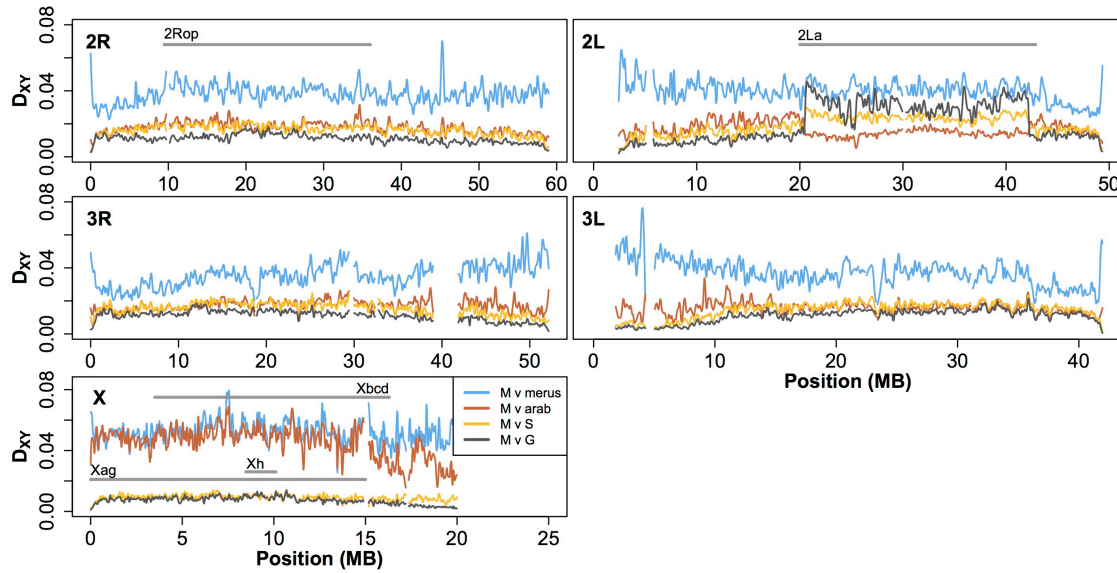 2R
2Rop
D_XY
0.00 0.04 0.08
0 10 20 30 40 50 60
2L
2La
0 10 20 30 40 50
3R
D_XY
0.00 0.04 0.08
0 10 20 30 40 50
3L
0 10 20 30 40
Position (MB)
X
Xbcd
Xag
Xh
D_XY
0.00 0.04 0.08
0 5 10 15 20 25
Position (MB)
M v merus
M v arab
M v S
M v G